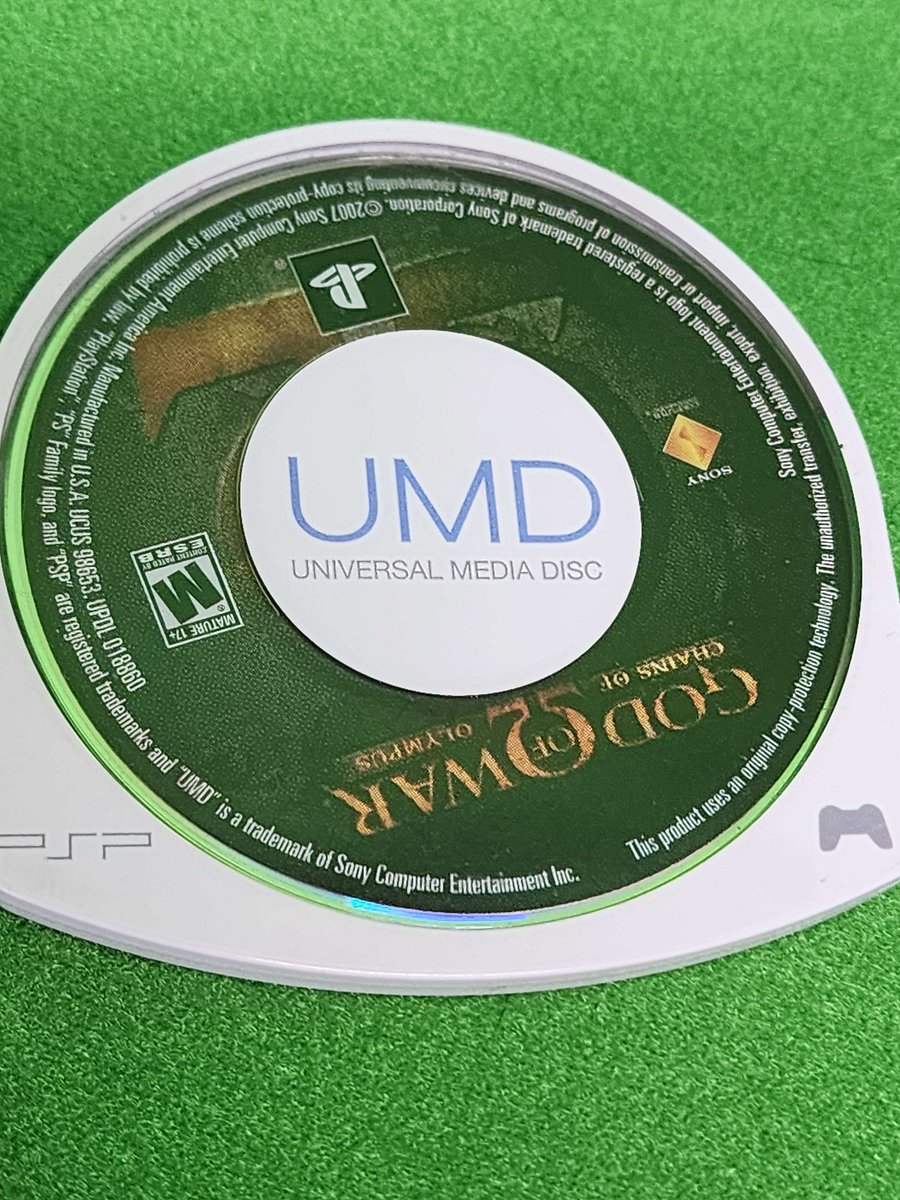 UMD
UNIVERSAL MEDIA DISC
GOD OF WAR
CHAINS OF OLYMPUS
SONY
MATURE 17+
M
®
CONTENT RATED BY
ESRB
PSP
This product uses an original copy-protection technology. The unauthorized transfer, exhibition, export, import or transmission of programs and devices circumventing its copy-protection scheme is prohibited by law. "PlayStation", "PS" Family logo, and "PSP" are registered trademarks and "UMD" is a trademark of Sony Computer Entertainment Inc.
Sony Computer Entertainment logo is a registered trademark of Sony Corporation. ©2007 Sony Computer Entertainment America Inc. Manufactured in U.S.A. UCUS 98653, UPDL 018860